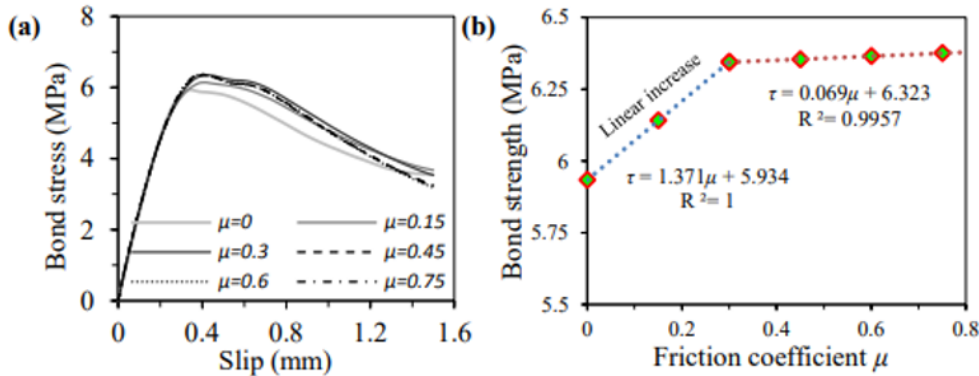 (a)
Bond stress (MPa)
8
6
4
2
0
μ=0
μ=0.15
μ=0.3
μ=0.45
μ=0.6
μ=0.75
0
0.4
0.8
1.2
1.6
Slip (mm)
(b)
Bond strength (MPa)
6.5
6.25
6
5.75
5.5
Linear increase
τ = 0.069μ + 6.323
R ²= 0.9957
τ = 1.371μ + 5.934
R ²= 1
0
0.2
0.4
0.6
0.8
Friction coefficient μ